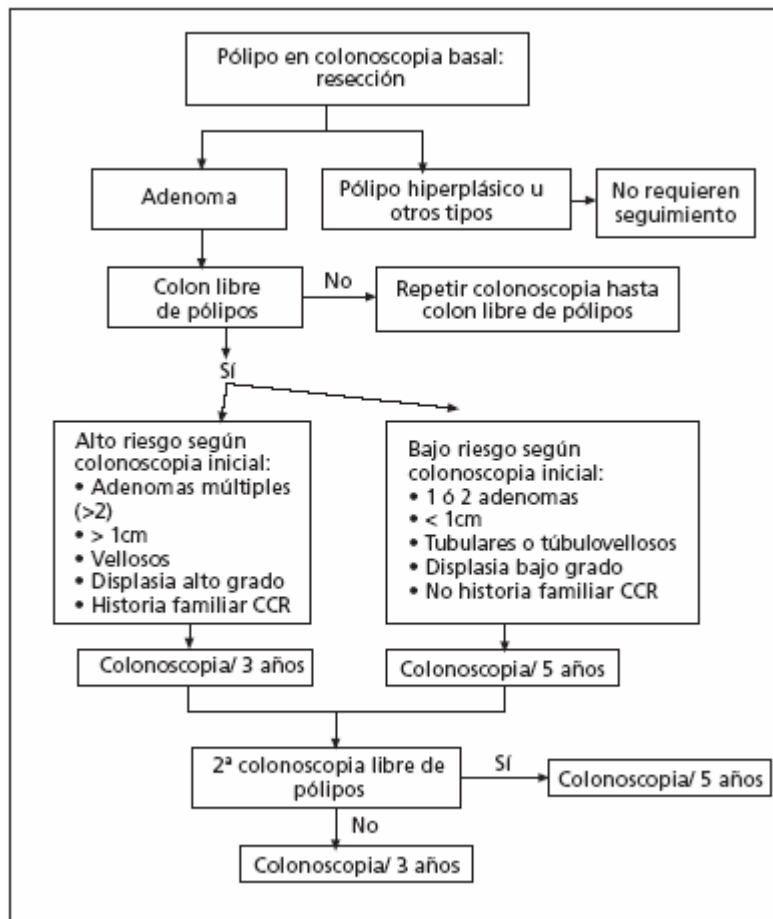 Pólipo en colonoscopia basal:
resección
Adenoma
Pólipo hiperplásico u
otros tipos
No requieren
seguimiento
Colon libre
de pólipos
No
Repetir colonoscopia hasta
colon libre de pólipos
Sí
Alto riesgo según
colonoscopia inicial:
• Adenomas múltiples
(>2)
• > 1cm
• Vellosos
• Displasia alto grado
• Historia familiar CCR
Bajo riesgo según
colonoscopia inicial:
• 1 ó 2 adenomas
• < 1cm
• Tubulares o túbulovellosos
• Displasia bajo grado
• No historia familiar CCR
Colonoscopia/ 3 años
Colonoscopia/ 5 años
2ª colonoscopia libre de
pólipos
Sí
Colonoscopia/ 5 años
No
Colonoscopia/ 3 años